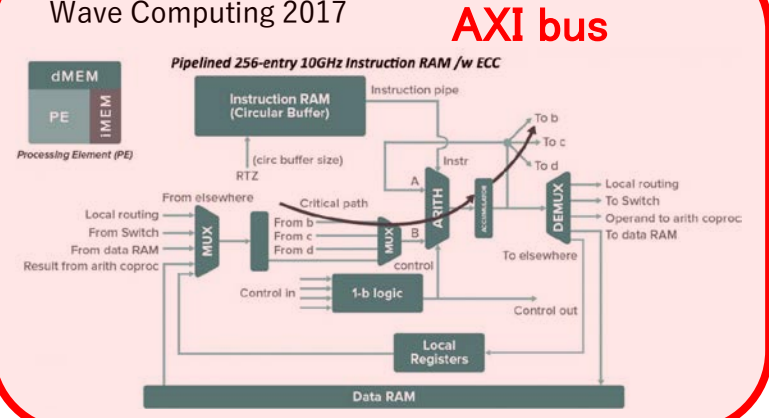 Wave Computing 2017
AXI bus
Pipelined 256-entry 10GHz Instruction RAM /w ECC
dMEM
PE
iMEM
Processing Element (PE)
Instruction RAM
(Circular Buffer)
Instruction pipe
RTZ
(circ buffer size)
Instr
To b
To c
To d
A
B
ARITH
ACCUMULATOR
DEMUX
Local routing
To Switch
Operand to arith coproc
To data RAM
From elsewhere
Critical path
Local routing
From Switch
From data RAM
Result from arith coproc
MUX
From b
From c
From d
MUX
control
To elsewhere
Control in
1-b logic
Control out
Local
Registers
Data RAM